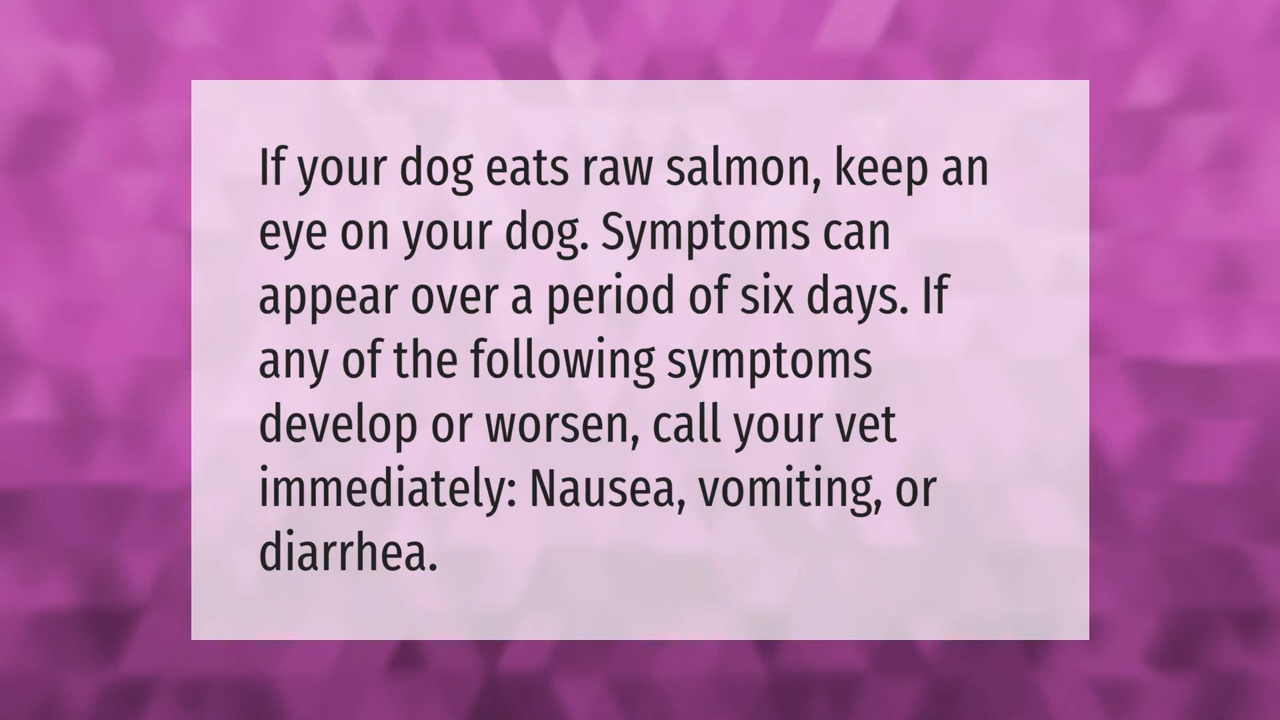 If your dog eats raw salmon, keep an
eye on your dog. Symptoms can
appear over a period of six days. If
any of the following symptoms
develop or worsen, call your vet
immediately: Nausea, vomiting, or
diarrhea.